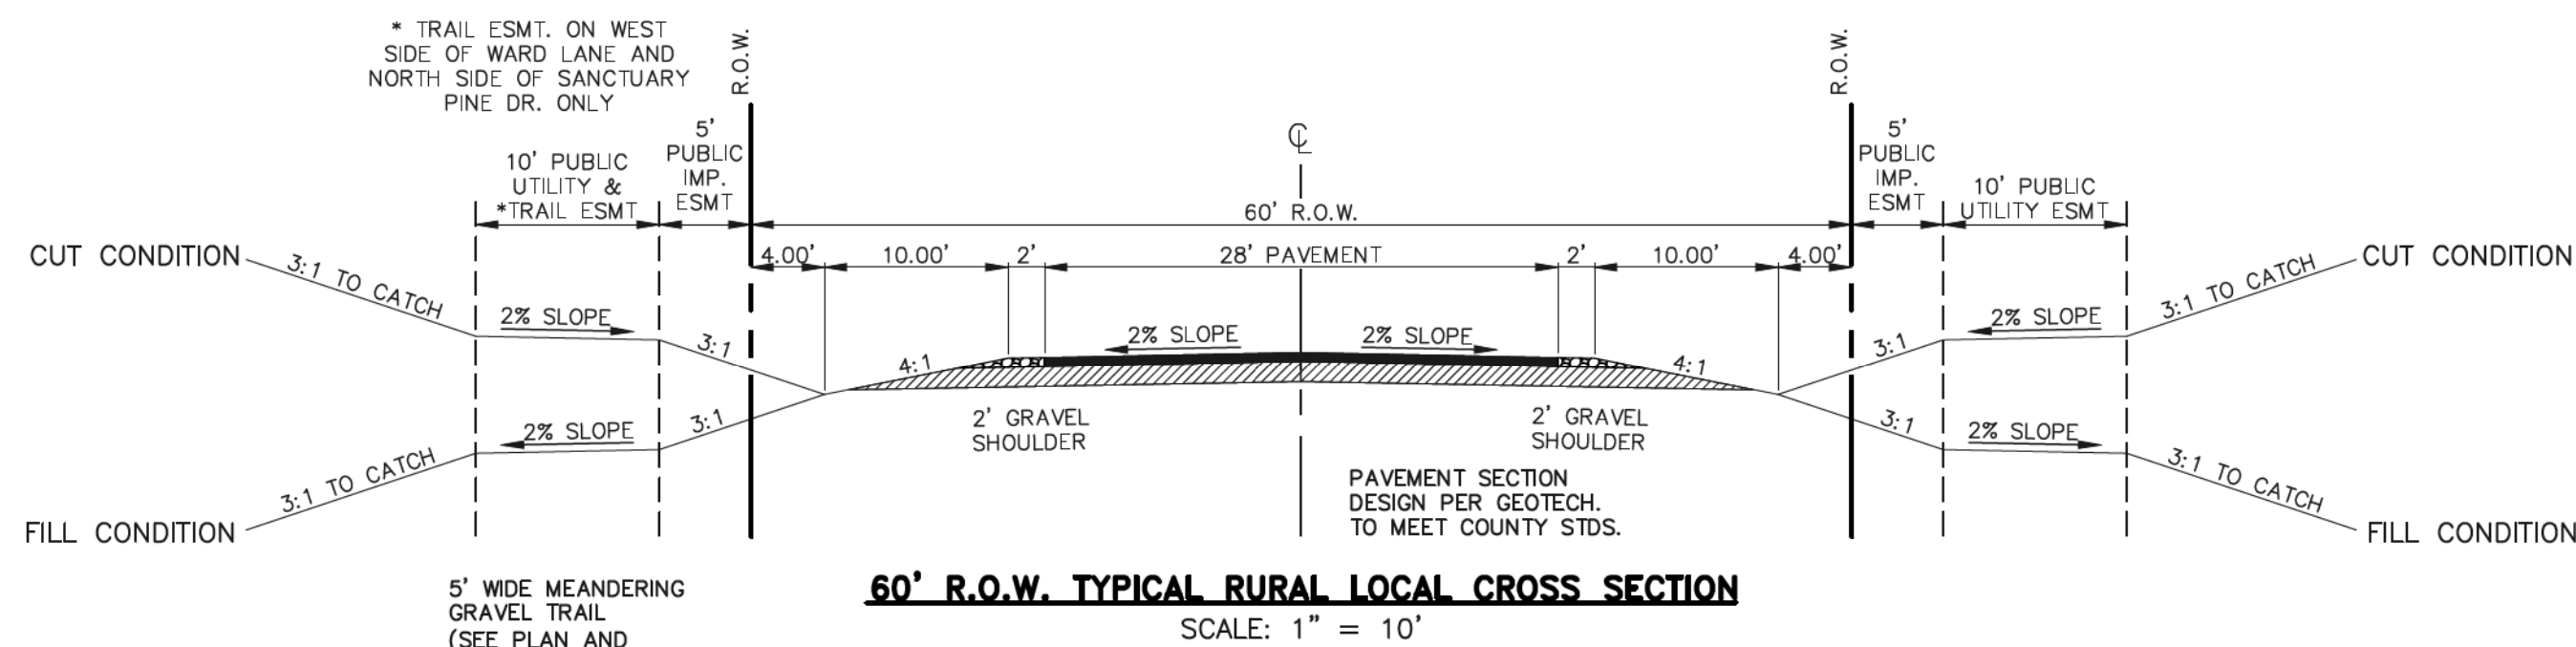 * TRAIL ESMT. ON WEST
SIDE OF WARD LANE AND
NORTH SIDE OF SANCTUARY
PINE DR. ONLY
R.O.W.
R.O.W.
℄
5'
PUBLIC
IMP.
ESMT
10' PUBLIC
UTILITY &
*TRAIL ESMT
5'
PUBLIC
IMP.
ESMT
10' PUBLIC
UTILITY ESMT
60' R.O.W.
4.00'
10.00'
2'
28' PAVEMENT
2'
10.00'
4.00'
CUT CONDITION
3:1 TO CATCH
2% SLOPE
3:1
4:1
2% SLOPE
2% SLOPE
4:1
3:1
2% SLOPE
3:1 TO CATCH
CUT CONDITION
FILL CONDITION
3:1 TO CATCH
2% SLOPE
3:1
2' GRAVEL
SHOULDER
2' GRAVEL
SHOULDER
3:1
2% SLOPE
3:1 TO CATCH
FILL CONDITION
PAVEMENT SECTION
DESIGN PER GEOTECH.
TO MEET COUNTY STDS.
5' WIDE MEANDERING
GRAVEL TRAIL
(SEE PLAN AND
60' R.O.W. TYPICAL RURAL LOCAL CROSS SECTION
SCALE: 1" = 10'